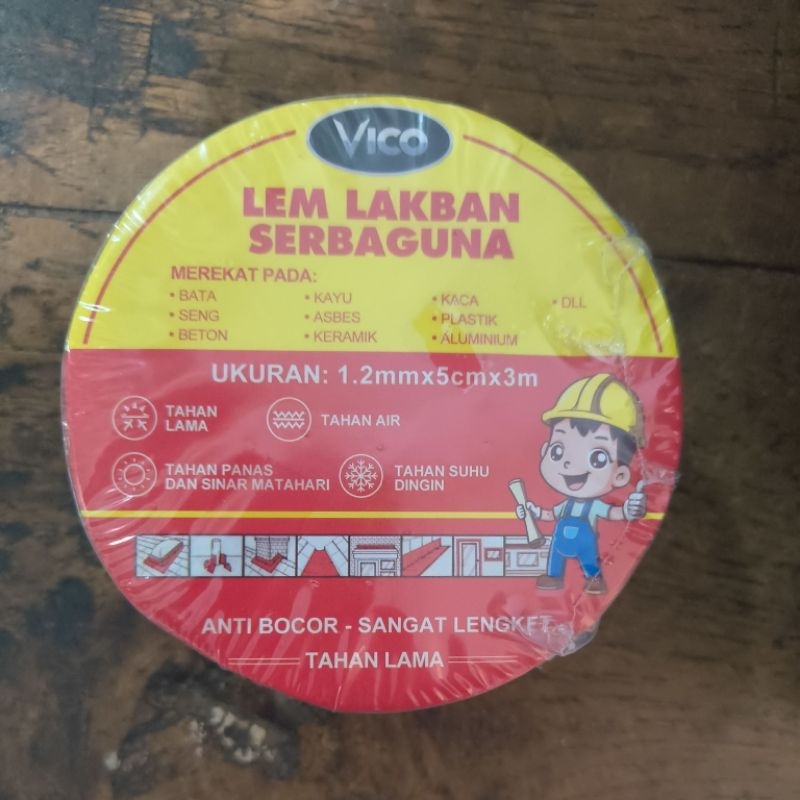 VICO
LEM LAKBAN
SERBAGUNA
MEREKAT PADA:
• BATA • KAYU • KACA • DLL
• SENG • ASBES • PLASTIK
• BETON • KERAMIK • ALUMINIUM
UKURAN: 1.2mmx5cmx3m
TAHAN LAMA
TAHAN AIR
TAHAN PANAS
DAN SINAR MATAHARI
TAHAN SUHU
DINGIN
ANTI BOCOR - SANGAT LENGKET
TAHAN LAMA